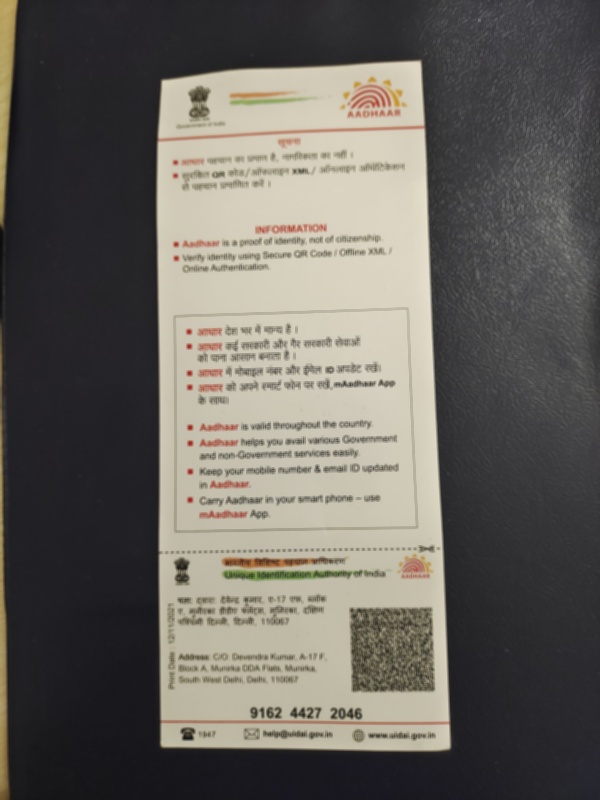 Government of India
AADHAAR
सूचना
आधार पहचान का प्रमाण है, नागरिकता का नहीं ।
सुरक्षित QR कोड/ऑफलाइन XML/ ऑनलाइन ऑथेंटिकेशन
से पहचान प्रमाणित करें ।
INFORMATION
Aadhaar is a proof of identity, not of citizenship.
Verify identity using Secure QR Code / Offline XML /
Online Authentication.
आधार देश भर में मान्य है ।
आधार कई सरकारी और गैर सरकारी सेवाओं
को पाना आसान बनाता है ।
आधार में मोबाइल नंबर और ईमेल ID अपडेट रखें।
आधार को अपने स्मार्ट फोन पर रखें, mAadhaar App
के साथ।
Aadhaar is valid throughout the country.
Aadhaar helps you avail various Government
and non-Government services easily.
Keep your mobile number & email ID updated
in Aadhaar.
Carry Aadhaar in your smart phone – use
mAadhaar App.
भारतीय विशिष्ट पहचान प्राधिकरण
Unique Identification Authority of India
AADHAAR
देवेन्द्र कुमार, ए-17 एफ, ब्लॉक
ए, मुनीरका डीडीए फ्लैट्स, मुनिरका, दक्षिण
पश्चिमी दिल्ली, दिल्ली, 110067
Print Date: 12/11/2021
Address: C/O: Devendra Kumar, A-17 F,
Block A, Munirka DDA Flats, Munirka,
South West Delhi, Delhi, 110067
9162 4427 2046
1947 help@uidai.gov.in www.uidai.gov.in